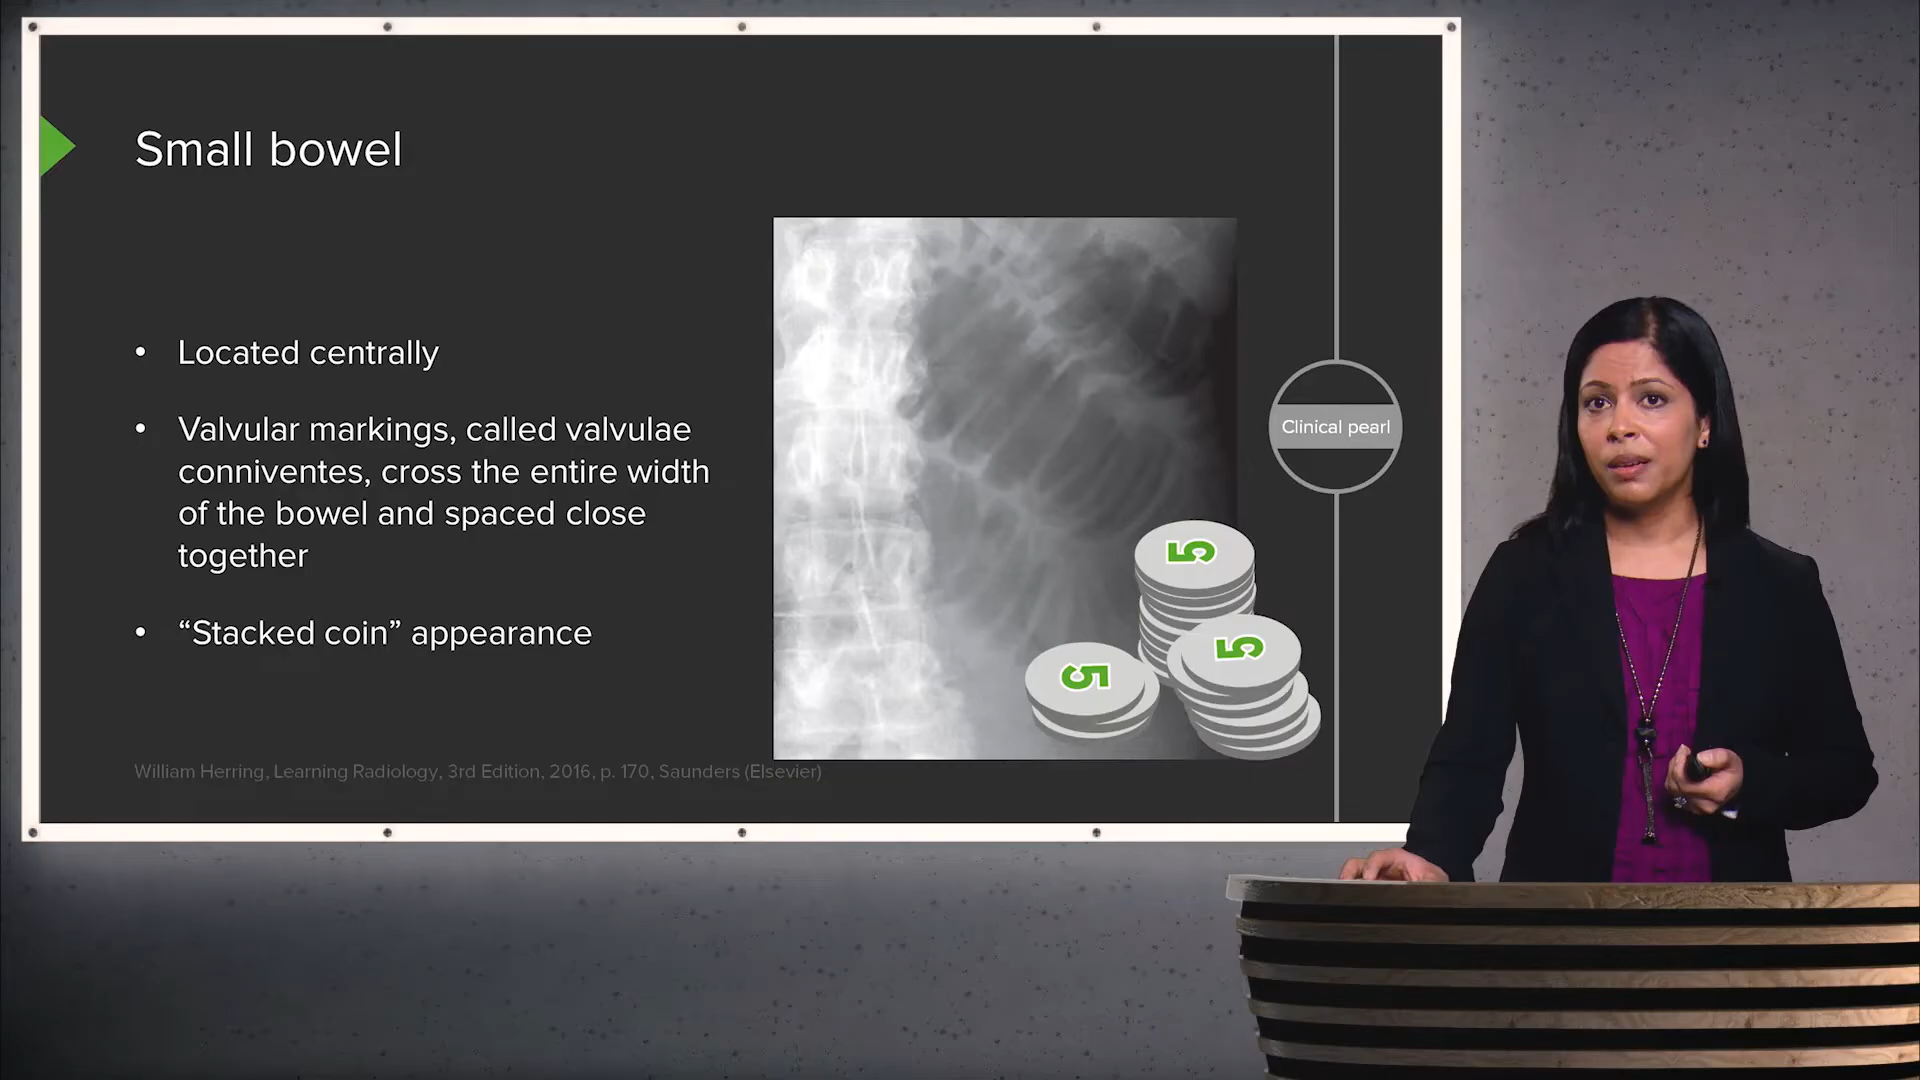 Small bowel
• Located centrally
• Valvular markings, called valvulae
conniventes, cross the entire width
of the bowel and spaced close
together
• “Stacked coin” appearance
Clinical pearl
5
5
5
William Herring, Learning Radiology, 3rd Edition, 2016, p. 170, Saunders (Elsevier)